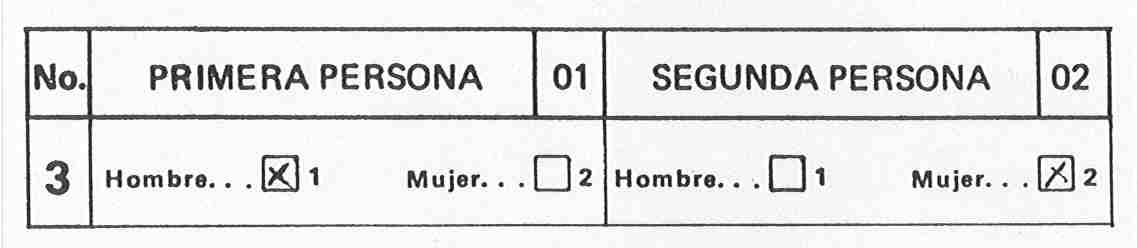 No. PRIMERA PERSONA 01 SEGUNDA PERSONA 02
3 Hombre. . . ☒ 1 Mujer. . . ☐ 2 Hombre. . . ☐ 1 Mujer. . . ☒ 2